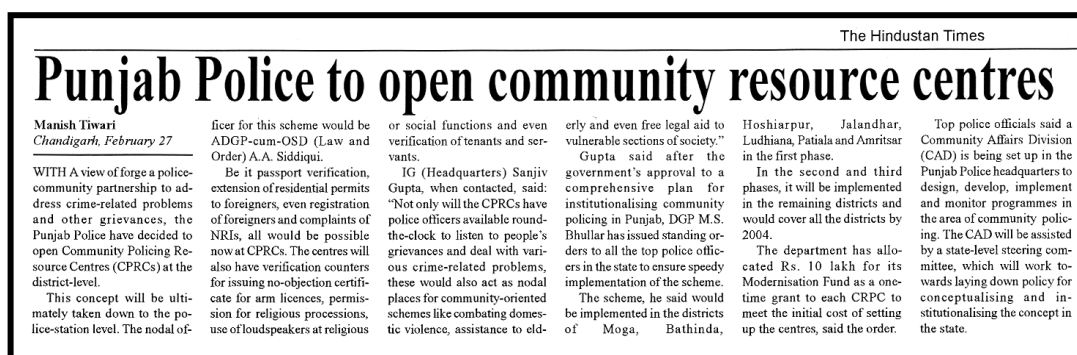 The Hindustan Times
Punjab Police to open community resource centres
Manish Tiwari
Chandigarh, February 27
WITH A view of forge a police-
community partnership to ad-
dress crime-related problems
and other grievances, the
Punjab Police have decided to
open Community Policing Re-
source Centres (CPRCs) at the
district-level.
This concept will be ulti-
mately taken down to the po-
lice-station level. The nodal of-
ficer for this scheme would be
ADGP-cum-OSD (Law and
Order) A.A. Siddiqui.
Be it passport verification,
extension of residential permits
to foreigners, even registration
of foreigners and complaints of
NRIs, all would be possible
now at CPRCs. The centres will
also have verification counters
for issuing no-objection certifi-
cate for arm licences, permis-
sion for religious processions,
use of loudspeakers at religious
or social functions and even
verification of tenants and ser-
vants.
IG (Headquarters) Sanjiv
Gupta, when contacted, said:
“Not only will the CPRCs have
police officers available round-
the-clock to listen to people's
grievances and deal with vari-
ous crime-related problems,
these would also act as nodal
places for community-oriented
schemes like combating domes-
tic violence, assistance to eld-
erly and even free legal aid to
vulnerable sections of society.”
Gupta said after the
government's approval to a
comprehensive plan for
institutionalising community
policing in Punjab, DGP M.S.
Bhullar has issued standing or-
ders to all the top police offic-
ers in the state to ensure speedy
implementation of the scheme.
The scheme, he said would
be implemented in the districts
of Moga, Bathinda,
Hoshiarpur, Jalandhar,
Ludhiana, Patiala and Amritsar
in the first phase.
In the second and third
phases, it will be implemented
in the remaining districts and
would cover all the districts by
2004.
The department has allo-
cated Rs. 10 lakh for its
Modernisation Fund as a one-
time grant to each CRPC to
meet the initial cost of setting
up the centres, said the order.
Top police officials said a
Community Affairs Division
(CAD) is being set up in the
Punjab Police headquarters to
design, develop, implement
and monitor programmes in
the area of community polic-
ing. The CAD will be assisted
by a state-level steering com-
mittee, which will work to-
wards laying down policy for
conceptualising and in-
stitutionalising the concept in
the state.